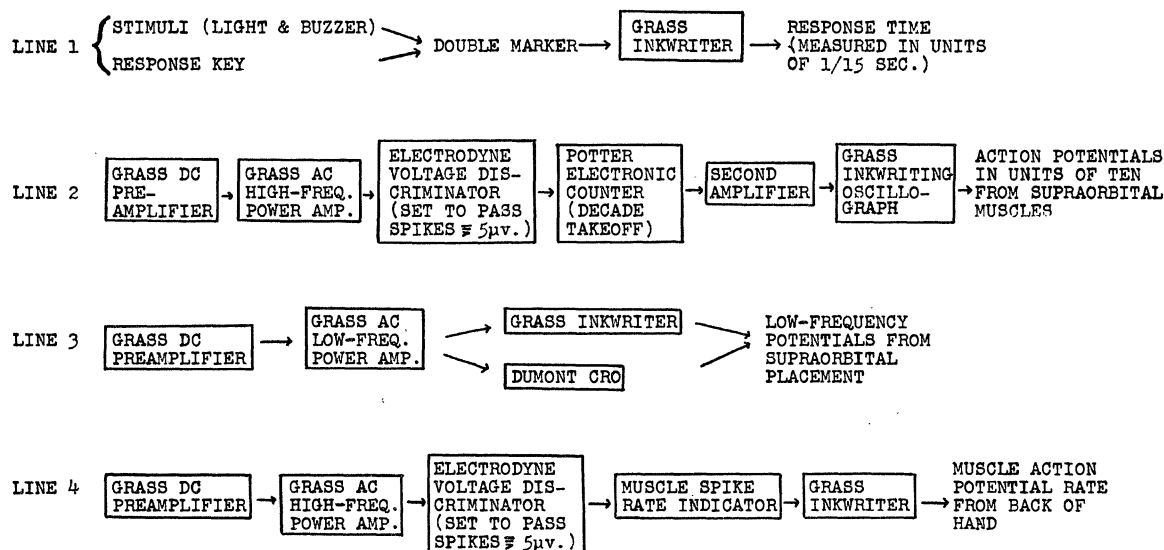 LINE 1
STIMULI (LIGHT & BUZZER)
RESPONSE KEY
DOUBLE MARKER
GRASS
INKWRITER
RESPONSE TIME
(MEASURED IN UNITS
OF 1/15 SEC.)
LINE 2
GRASS DC
PRE-
AMPLIFIER
GRASS AC
HIGH-FREQ.
POWER AMP.
ELECTRODYNE
VOLTAGE DIS-
CRIMINATOR
(SET TO PASS
SPIKES ≡ 5µv.)
POTTER
ELECTRONIC
COUNTER
(DECADE
TAKEOFF)
SECOND
AMPLIFIER
GRASS
INKWRITING
OSCILLO-
GRAPH
ACTION POTENTIALS
IN UNITS OF TEN
FROM SUPRAORBITAL
MUSCLES
LINE 3
GRASS DC
PREAMPLIFIER
GRASS AC
LOW-FREQ.
POWER AMP.
GRASS INKWRITER
DUMONT CRO
LOW-FREQUENCY
POTENTIALS FROM
SUPRAORBITAL
PLACEMENT
LINE 4
GRASS DC
PREAMPLIFIER
GRASS AC
HIGH-FREQ.
POWER AMP.
ELECTRODYNE
VOLTAGE DIS-
CRIMINATOR
(SET TO PASS
SPIKES ≡ 5µv.)
MUSCLE SPIKE
RATE INDICATOR
GRASS
INKWRITER
MUSCLE ACTION
POTENTIAL RATE
FROM BACK OF
HAND